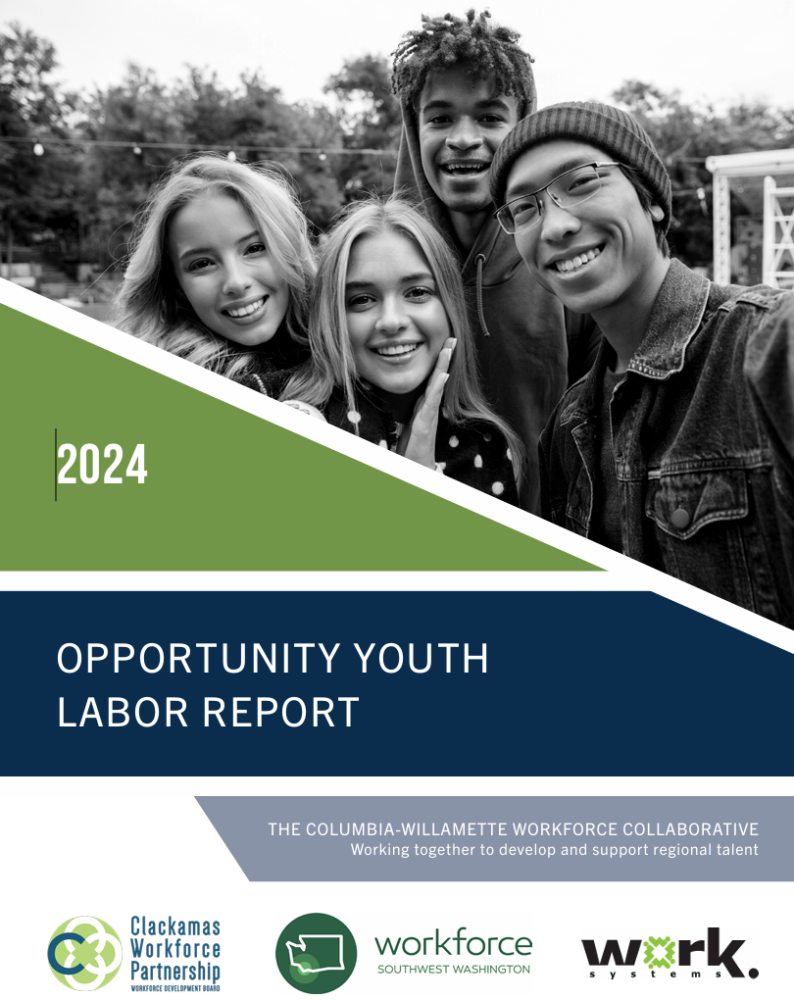 2024
OPPORTUNITY YOUTH
LABOR REPORT
THE COLUMBIA-WILLAMETTE WORKFORCE COLLABORATIVE
Working together to develop and support regional talent
Clackamas
Workforce
Partnership
WORKFORCE DEVELOPMENT BOARD
workforce
SOUTHWEST WASHINGTON
work.
systems